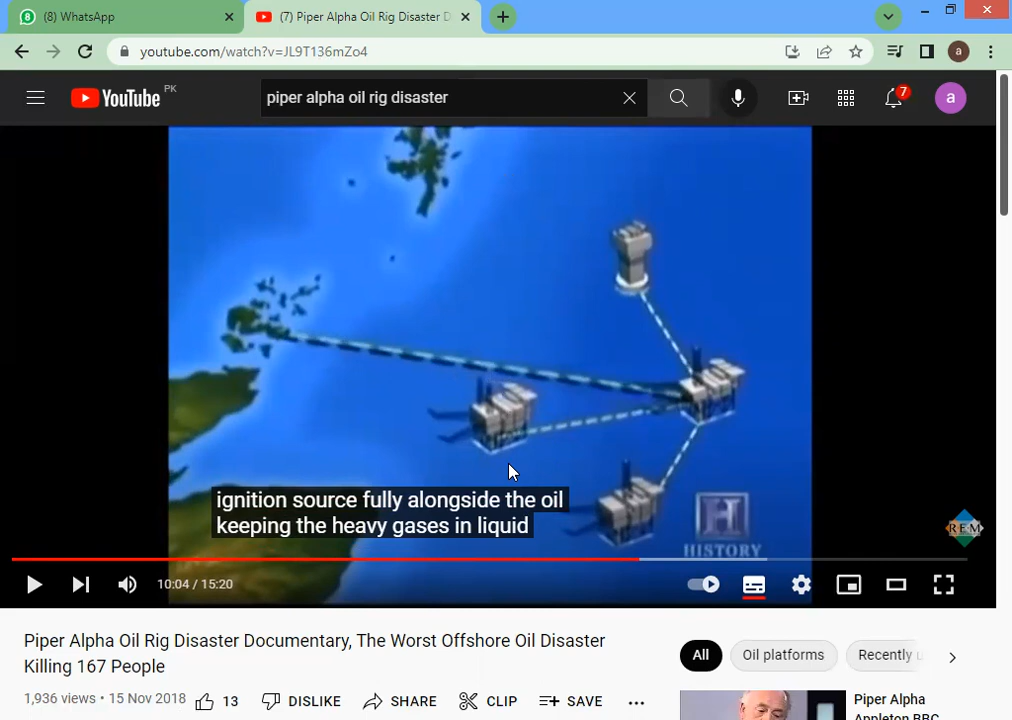 (8) WhatsApp
(7) Piper Alpha Oil Rig Disaster D
youtube.com/watch?v=JL9T136mZo4
YouTube PK
piper alpha oil rig disaster
7
a
ignition source fully alongside the oil
keeping the heavy gases in liquid
H
HISTORY
REM
10:04 / 15:20
Piper Alpha Oil Rig Disaster Documentary, The Worst Offshore Oil Disaster
Killing 167 People
1,936 views • 15 Nov 2018
13
DISLIKE
SHARE
CLIP
SAVE
All
Oil platforms
Recently u
Piper Alpha
Appleton BBC